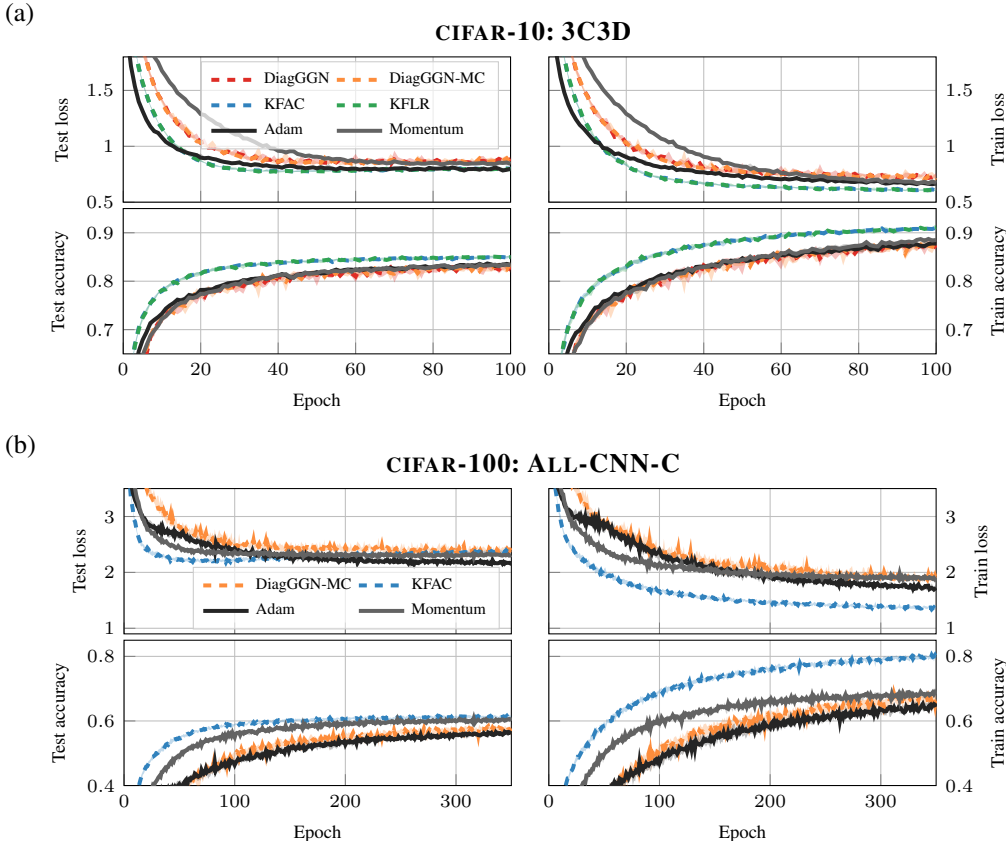 (a)
CIFAR-10: 3C3D
Test loss
1.5
1
0.5
DiagGGN
DiagGGN-MC
KFAC
KFLR
Adam
Momentum
Train loss
1.5
1
0.5
Test accuracy
0.9
0.8
0.7
Train accuracy
0.9
0.8
0.7
0 20 40 60 80 100
0 20 40 60 80 100
Epoch
Epoch
(b)
CIFAR-100: ALL-CNN-C
Test loss
3
2
1
DiagGGN-MC
KFAC
Adam
Momentum
Train loss
3
2
1
Test accuracy
0.8
0.6
0.4
Train accuracy
0.8
0.6
0.4
0 100 200 300
0 100 200 300
Epoch
Epoch